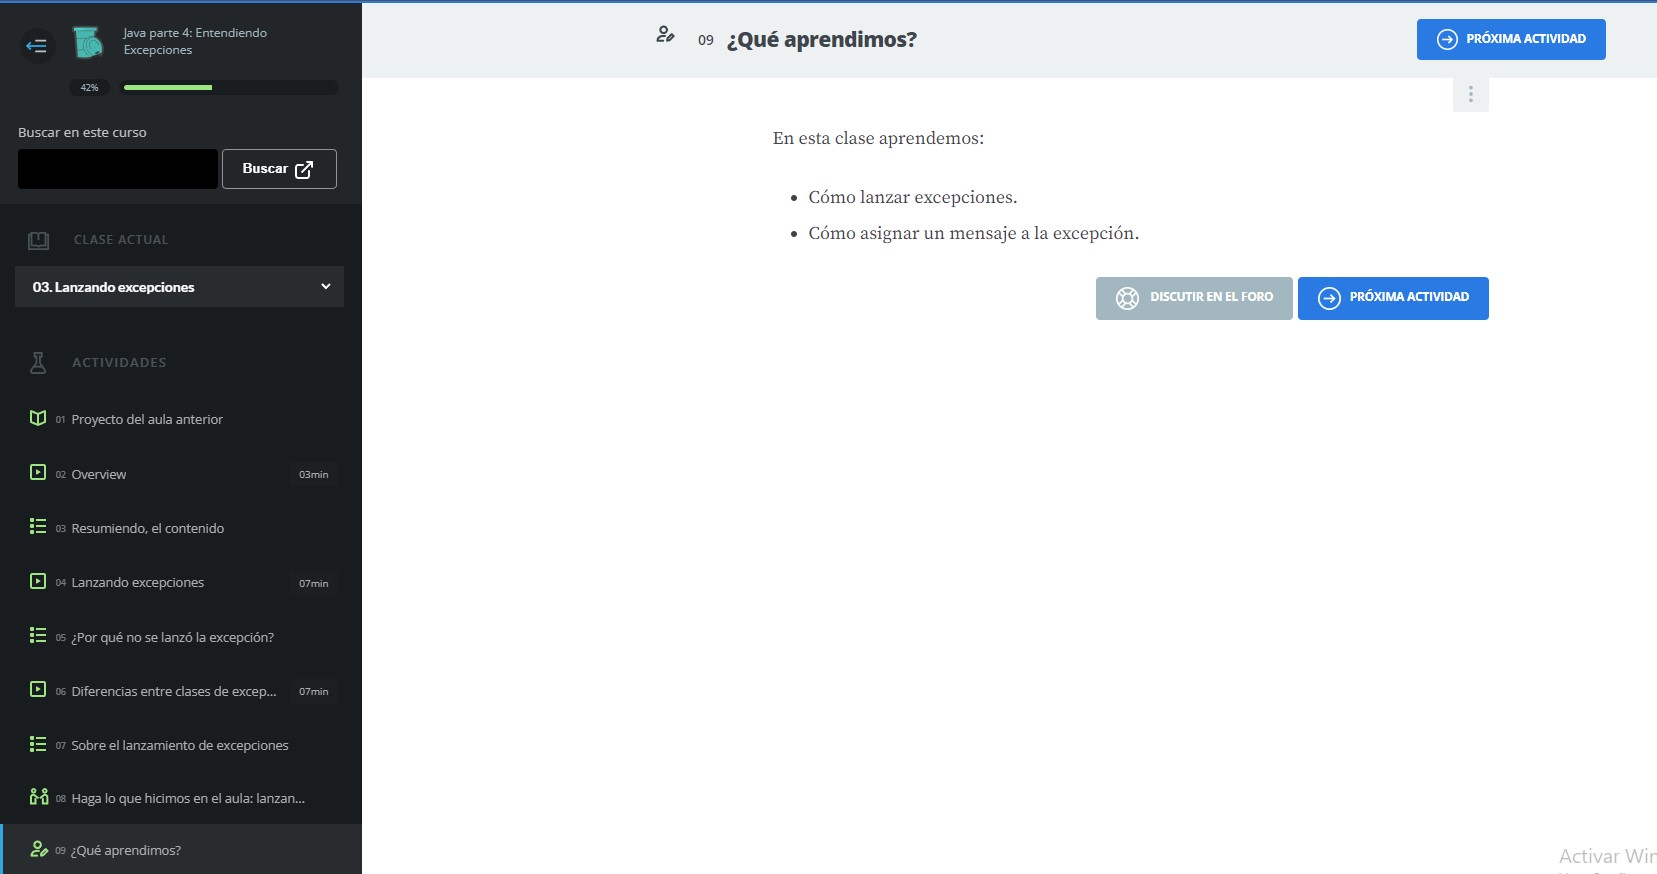 Java parte 4: Entendiendo
Excepciones
42%
Buscar en este curso
Buscar
CLASE ACTUAL
03. Lanzando excepciones
ACTIVIDADES
01 Proyecto del aula anterior
02 Overview 03min
03 Resumiendo, el contenido
04 Lanzando excepciones 07min
05 ¿Por qué no se lanzó la excepción?
06 Diferencias entre clases de excep... 07min
07 Sobre el lanzamiento de excepciones
08 Haga lo que hicimos en el aula: lanzan...
09 ¿Qué aprendimos?
09 ¿Qué aprendimos?
PRÓXIMA ACTIVIDAD
En esta clase aprendemos:
• Cómo lanzar excepciones.
• Cómo asignar un mensaje a la excepción.
DISCUTIR EN EL FORO
PRÓXIMA ACTIVIDAD
Activar Win